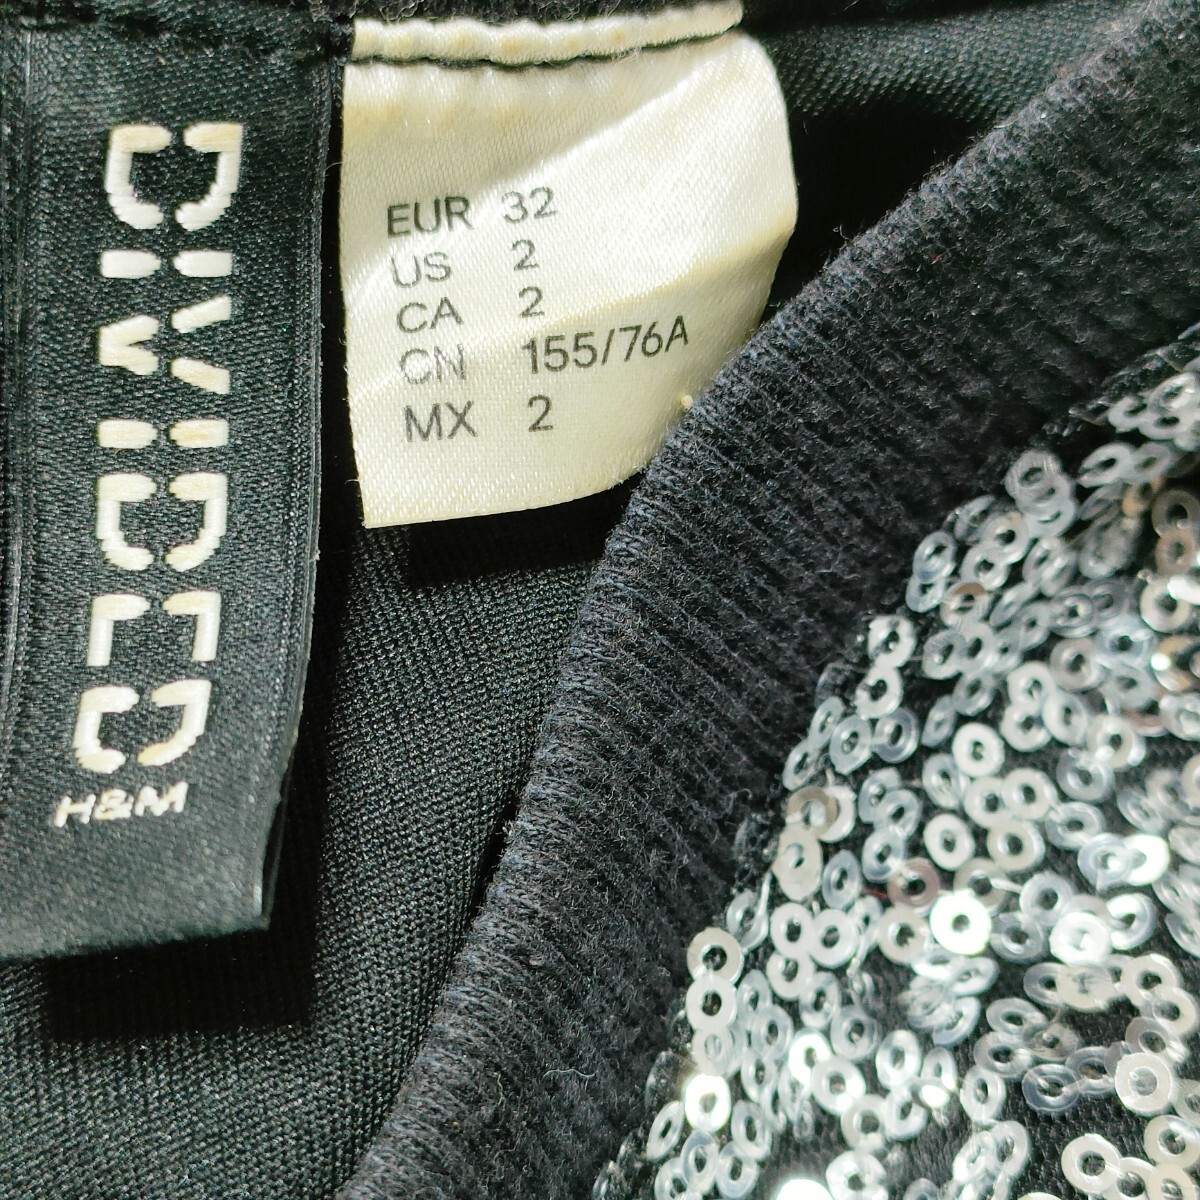 DIVIDED
H&M
EUR 32
US 2
CA 2
CN 155/76A
MX 2